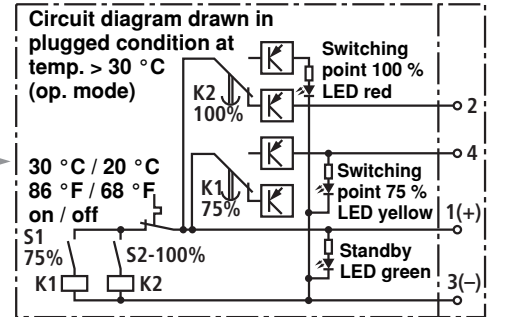 Circuit diagram drawn in
plugged condition at
temp. > 30 °C
(op. mode)
Switching
point 100 %
LED red
K2
100%
2
4
30 °C / 20 °C
86 °F / 68 °F
on / off
K1
75%
Switching
point 75 %
LED yellow
1(+)
S1
75%
S2-100%
Standby
LED green
K1
K2
3(–)